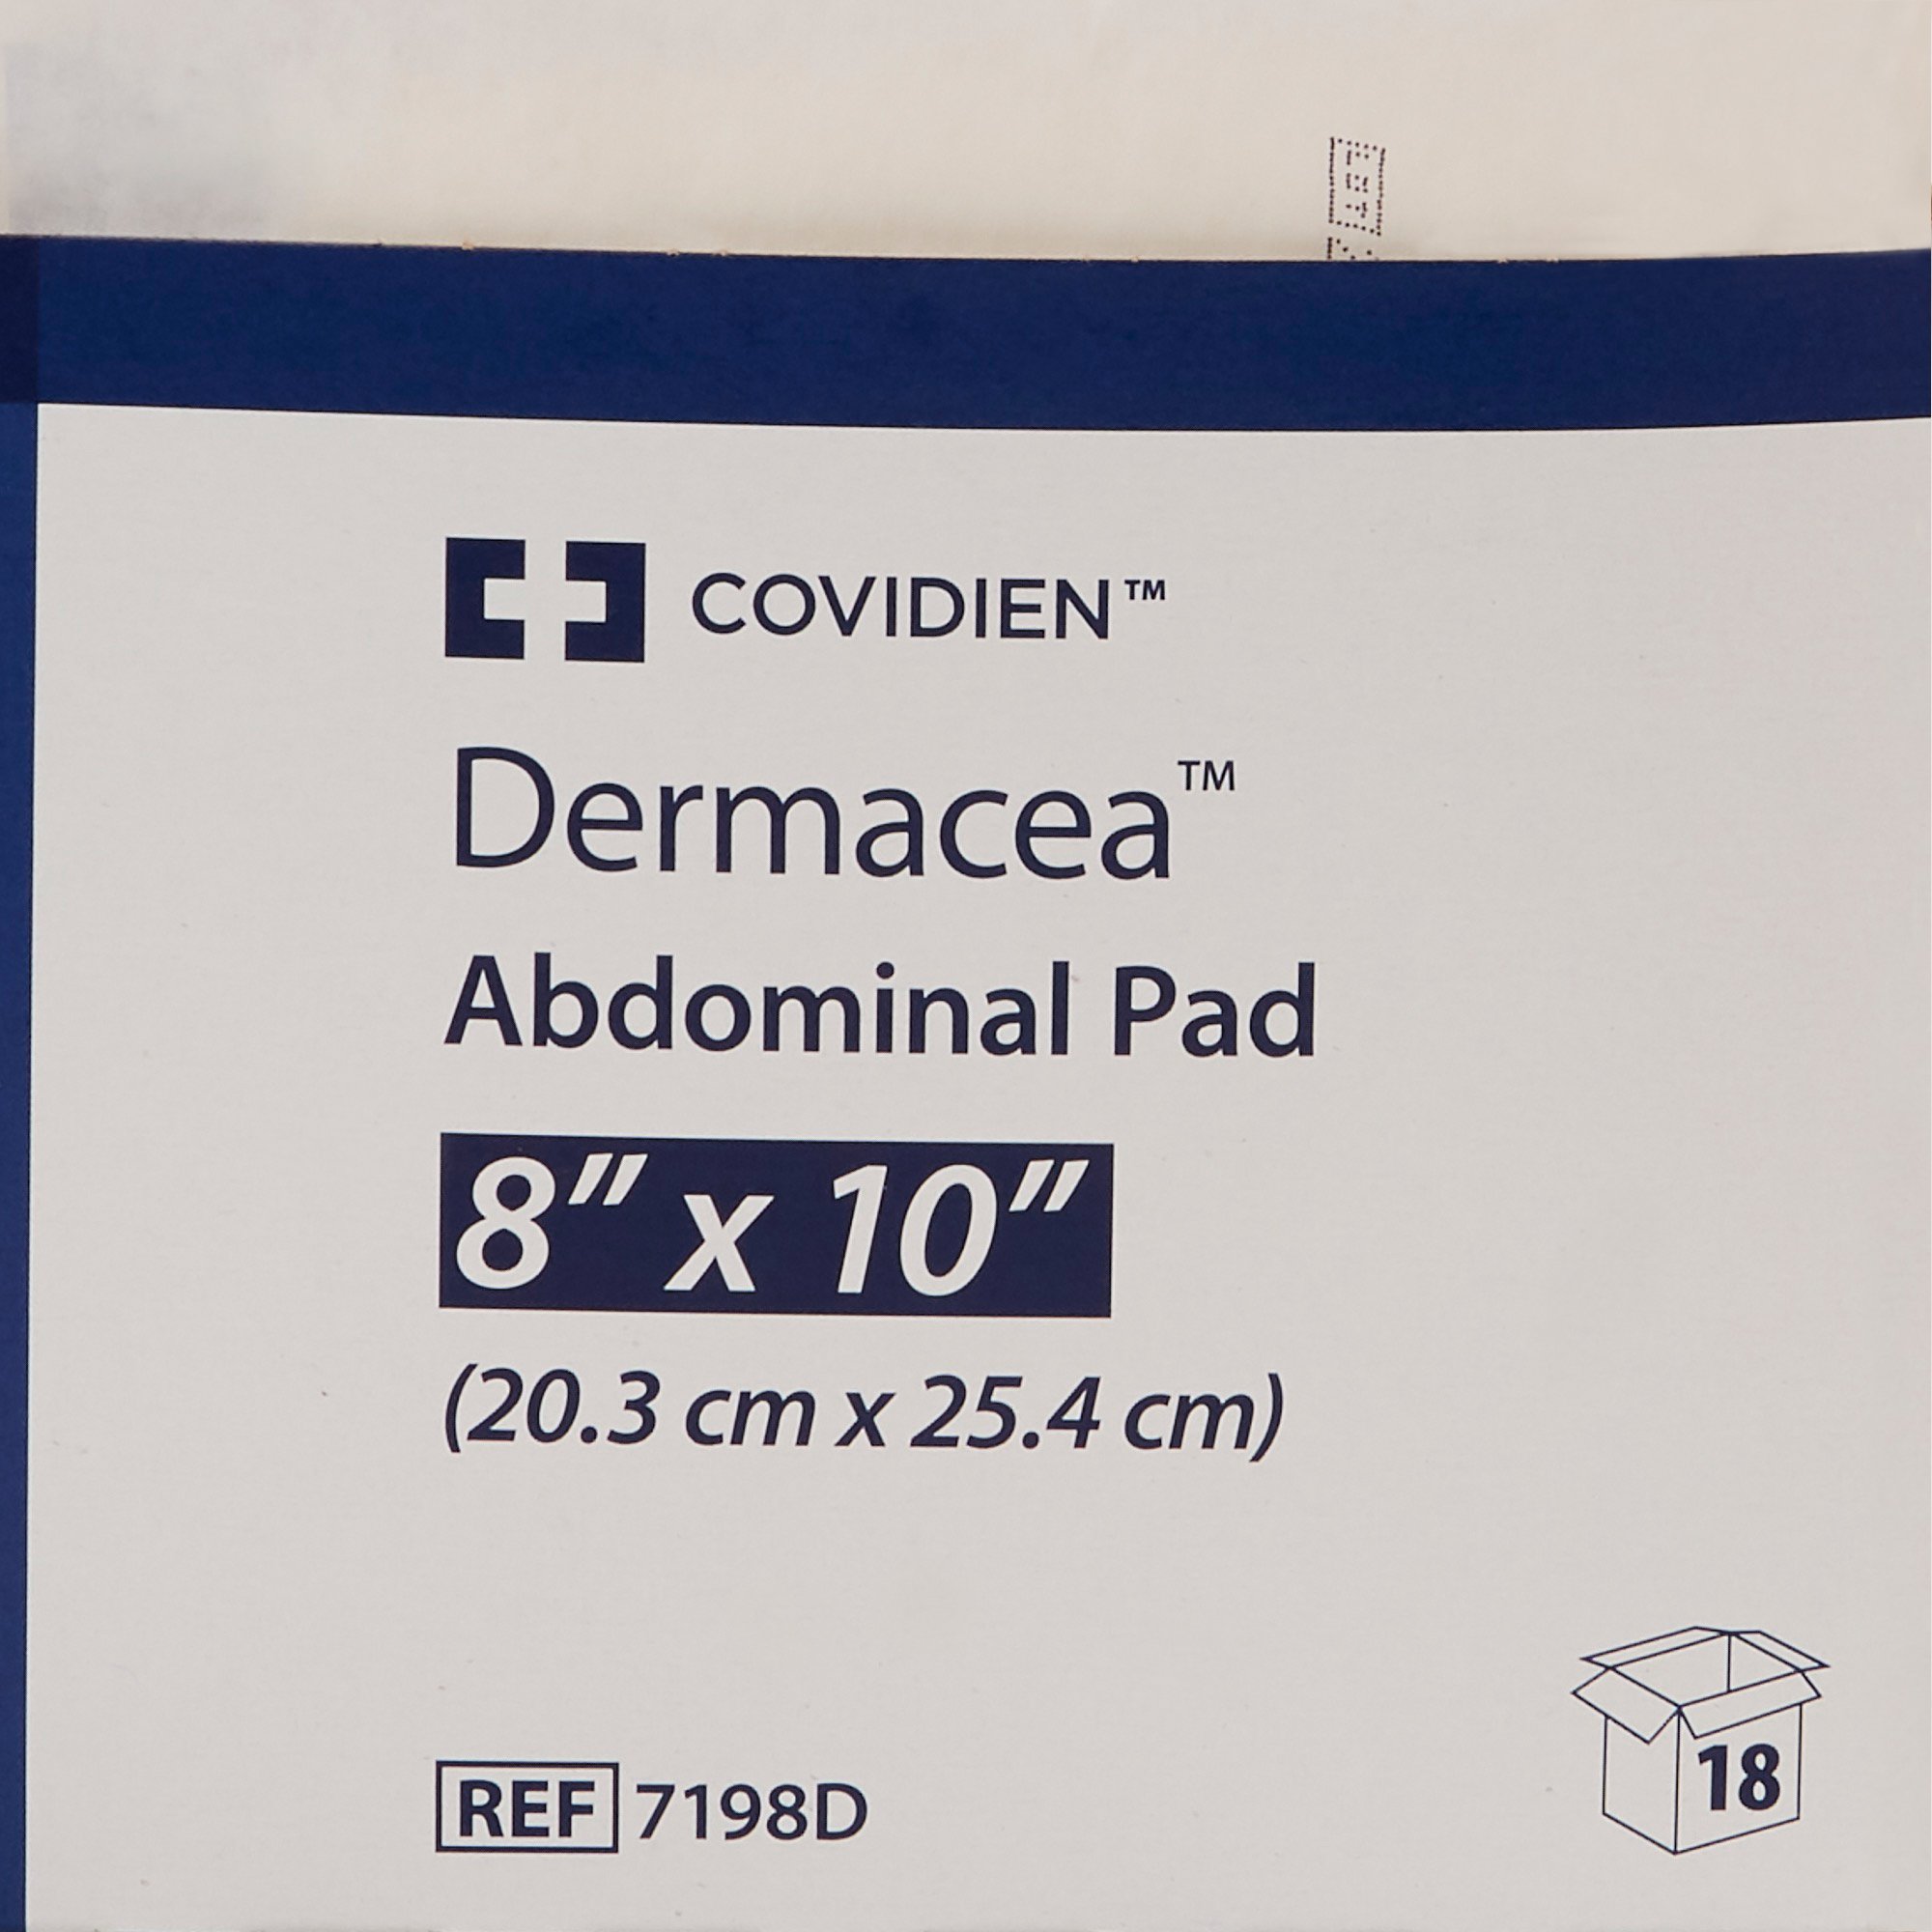 COVIDIEN™
Dermacea™
Abdominal Pad
8" x 10"
(20.3 cm x 25.4 cm)
REF 7198D
18